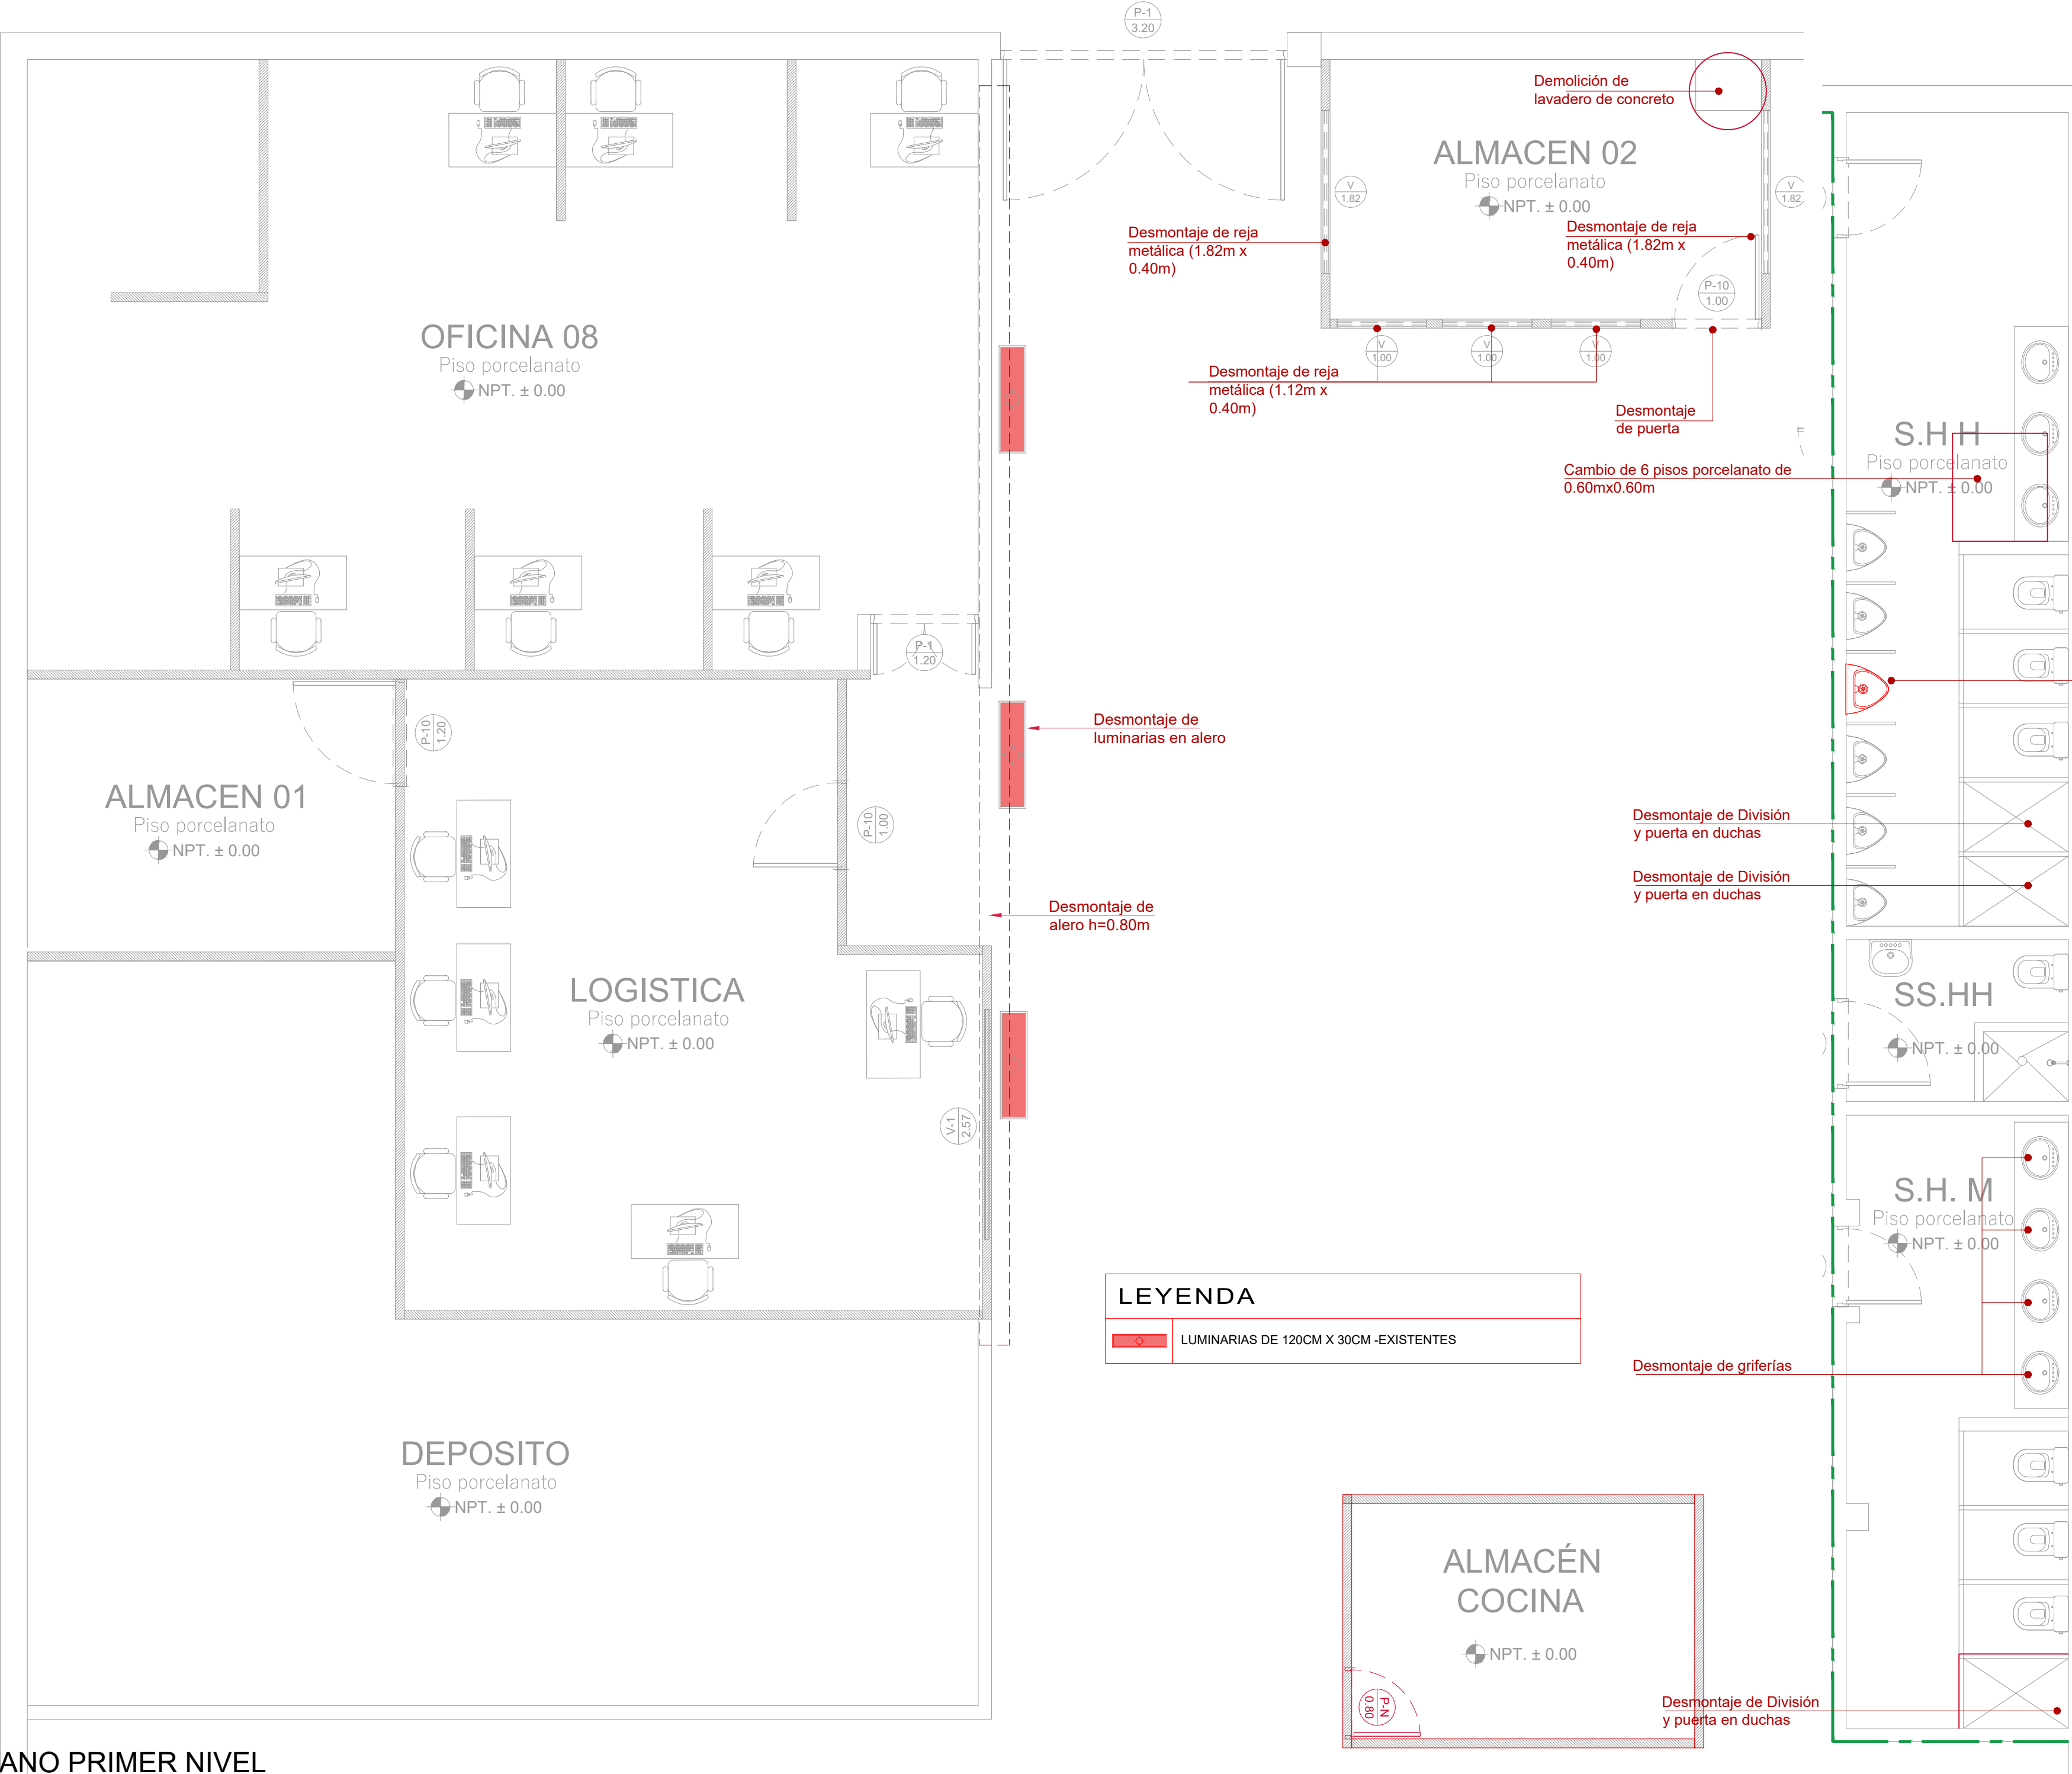 P-1
3.20
Demolición de
lavadero de concreto
ALMACEN 02
Piso porcelanato
NPT. ± 0.00
V
1.82
V
1.82
Desmontaje de reja
metálica (1.82m x
0.40m)
Desmontaje de reja
metálica (1.82m x
0.40m)
P-10
1.00
OFICINA 08
Piso porcelanato
NPT. ± 0.00
V
1.00
V
1.00
V
1.00
Desmontaje de reja
metálica (1.12m x
0.40m)
Desmontaje
de puerta
S.H H
Piso porcelanato
NPT. ± 0.00
Cambio de 6 pisos porcelanato de
0.60mx0.60m
P-1
1.20
P-10
1.20
Desmontaje de
luminarias en alero
ALMACEN 01
Piso porcelanato
NPT. ± 0.00
P-10
1.00
Desmontaje de División
y puerta en duchas
Desmontaje de División
y puerta en duchas
Desmontaje de
alero h=0.80m
LOGISTICA
Piso porcelanato
NPT. ± 0.00
SS.HH
NPT. ± 0.00
V-1
2.57
S.H. M
Piso porcelanato
NPT. ± 0.00
LEYENDA
LUMINARIAS DE 120CM X 30CM -EXISTENTES
Desmontaje de griferías
DEPOSITO
Piso porcelanato
NPT. ± 0.00
ALMACÉN
COCINA
NPT. ± 0.00
P-N
0.80
Desmontaje de División
y puerta en duchas
ANO PRIMER NIVEL